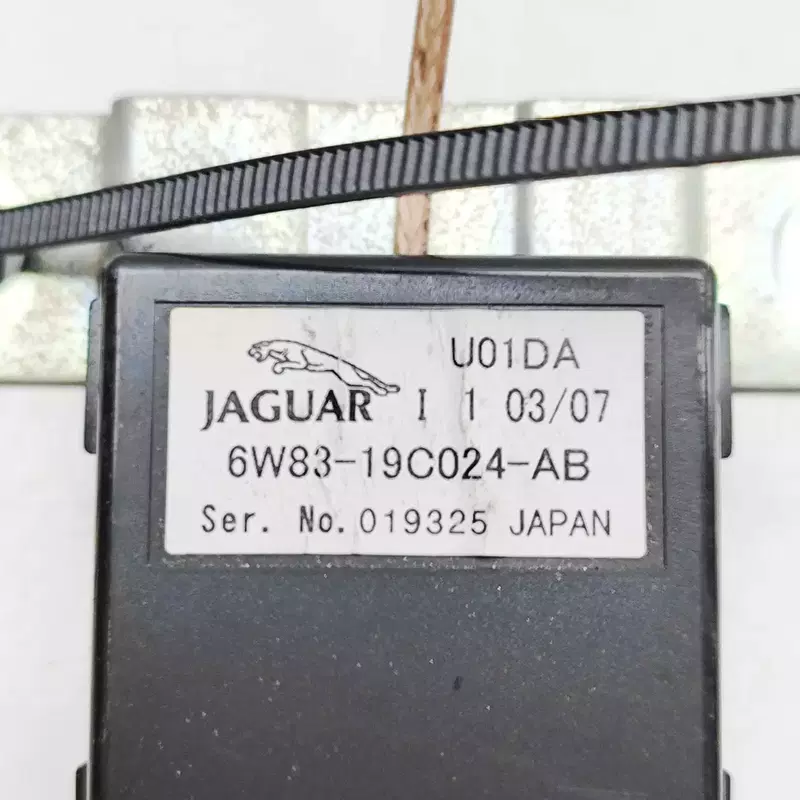 U01DA
JAGUAR I 1 03/07
6W83-19C024-AB
Ser. No. 019325 JAPAN